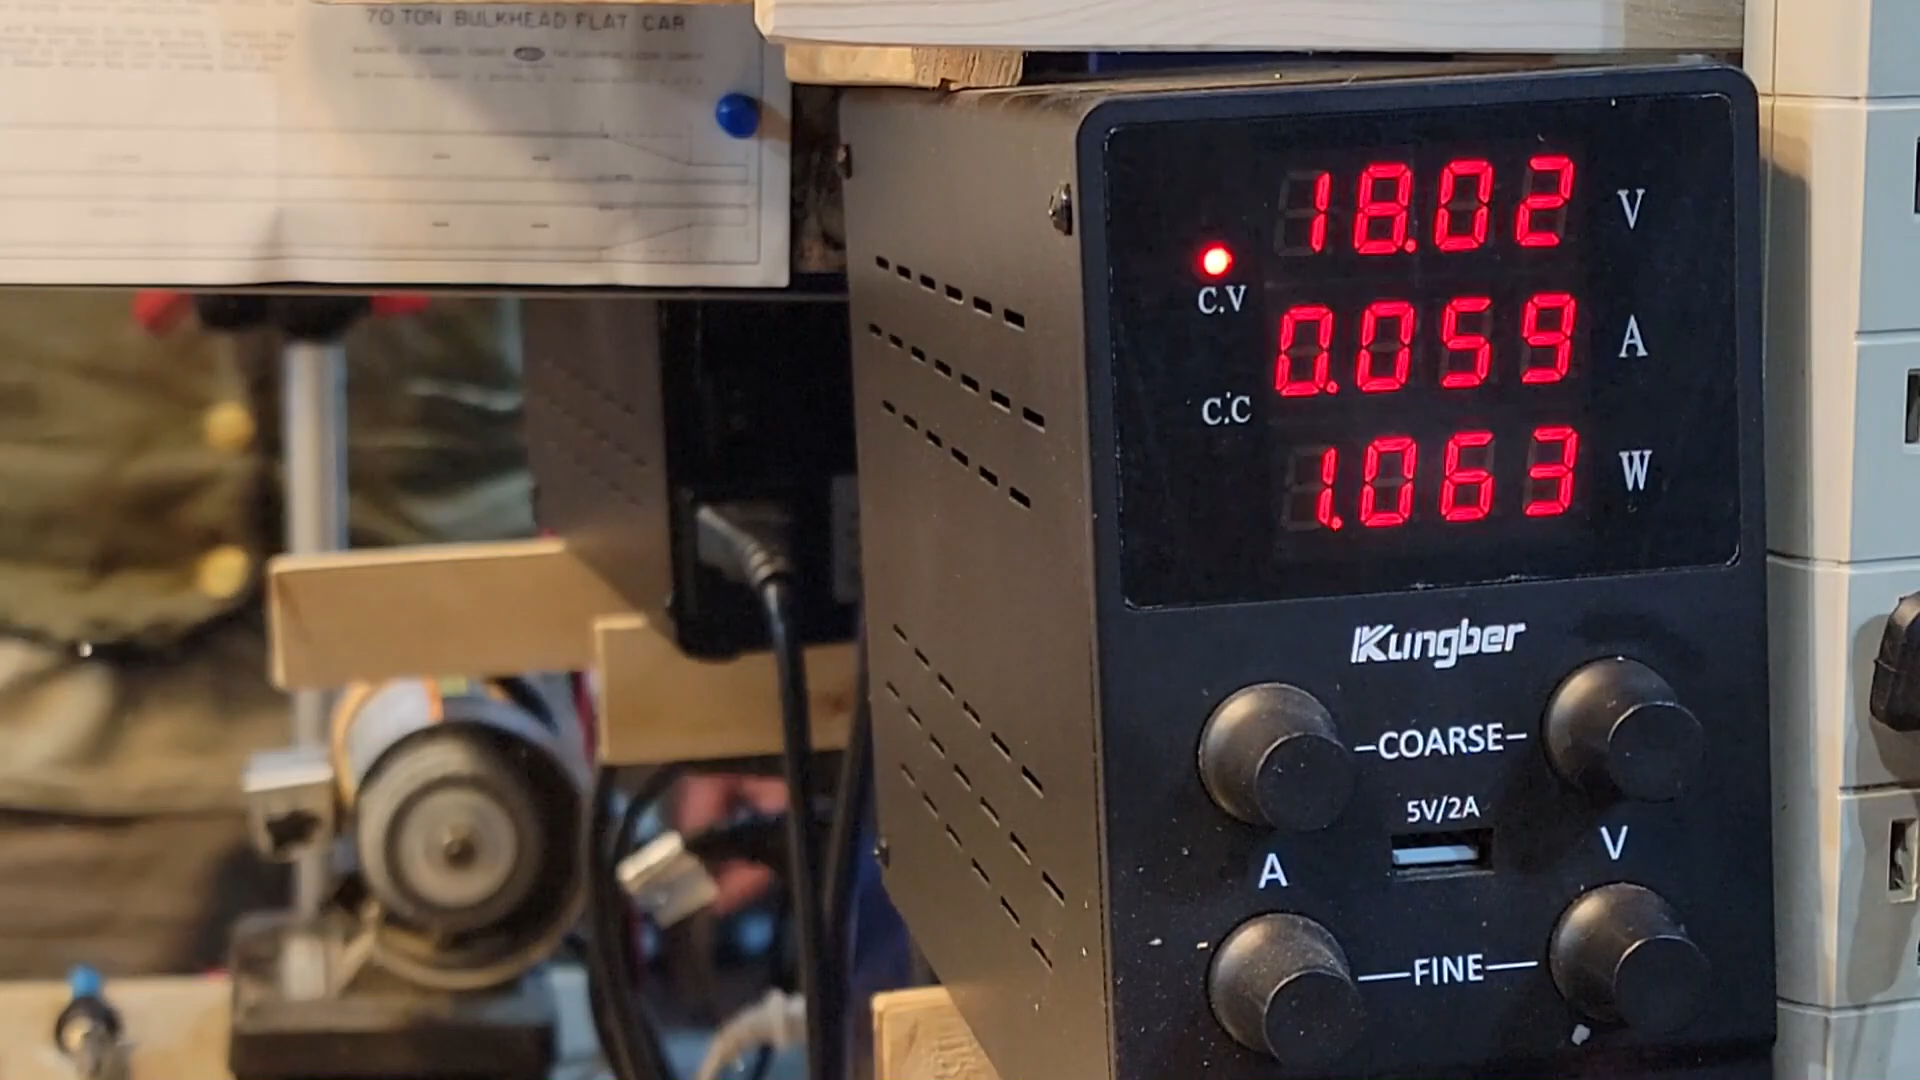 70 TON BULKHEAD FLAT CAR
18.02 V
C.V
0.059 A
C.C
1.063 W
Kungber
COARSE
5V/2A
A V
FINE